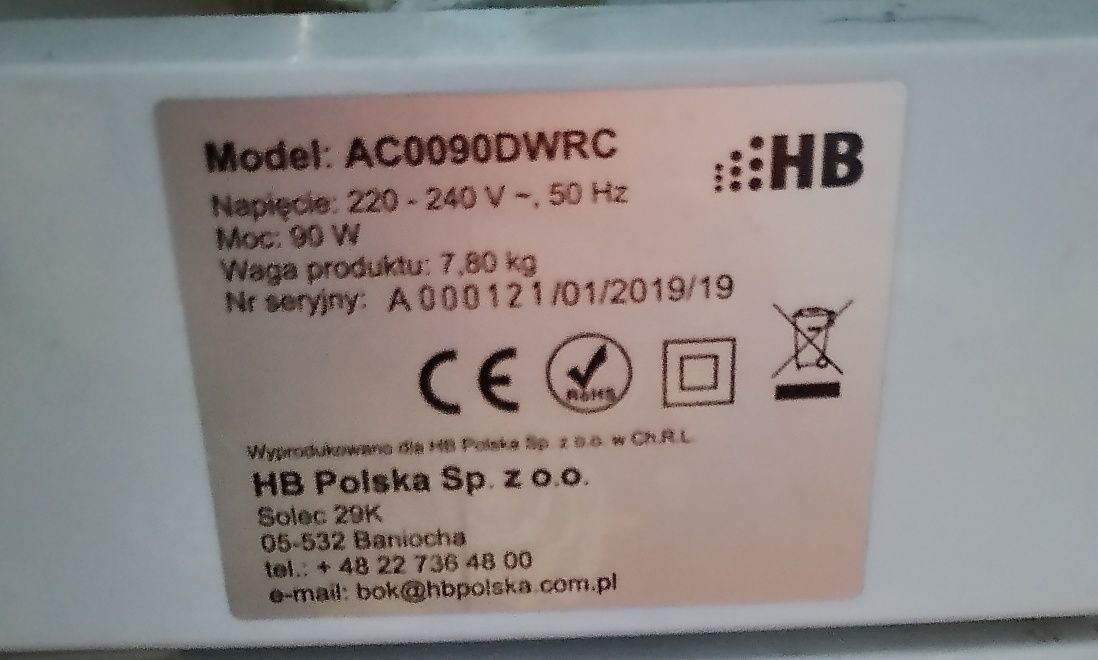 Model: AC0090DWRC
HB
Napięcie: 220 - 240 V ~, 50 Hz
Moc: 90 W
Waga produktu: 7,80 kg
Nr seryjny: A000121/01/2019/19
CE
RoHS
Wyprodukowano dla HB Polska Sp. z o.o. w Ch.R.L.
HB Polska Sp. z o.o.
Solec 29K
05-532 Baniocha
tel.: + 48 22 736 48 00
e-mail: bok@hbpolska.com.pl